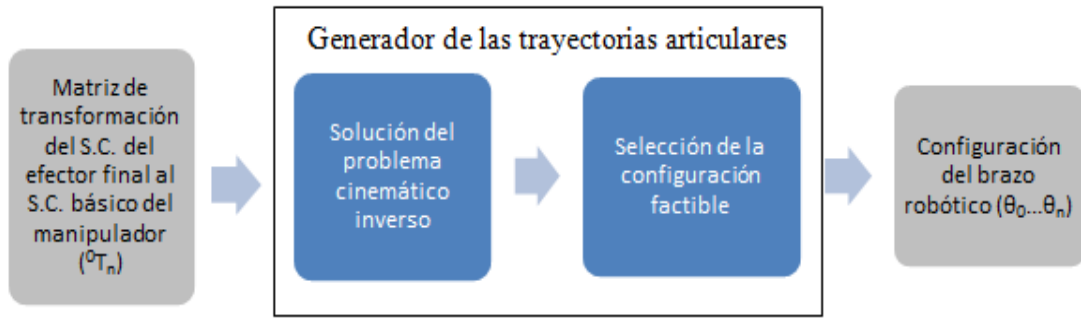 Generador de las trayectorias articulares
Matriz de
transformación
del S.C. del
efector final al
S.C. básico del
manipulador
(⁰Tₙ)
Solución del
problema
cinemático
inverso
Selección de la
configuración
factible
Configuración
del brazo
robótico (θ₀...θₙ)